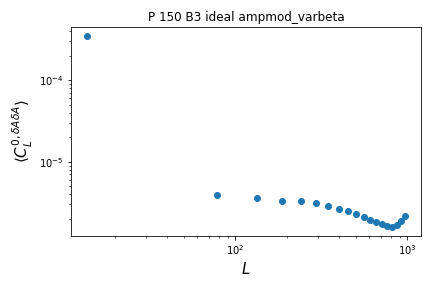 P 150 B3 ideal ampmod_varbeta
⟨C_L^{0, δAδA}⟩
10^{-4}
10^{-5}
10^2
10^3
L